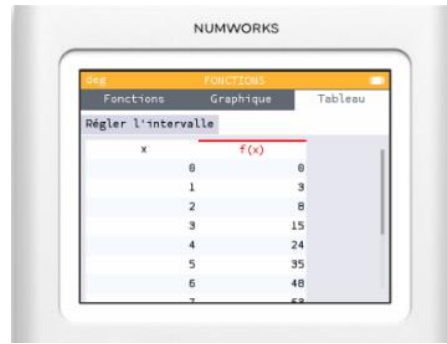 NUMWORKS
deg FONCTIONS
Fonctions Graphique Tableau
Régler l'intervalle
x f(x)
0 0
1 3
2 8
3 15
4 24
5 35
6 48